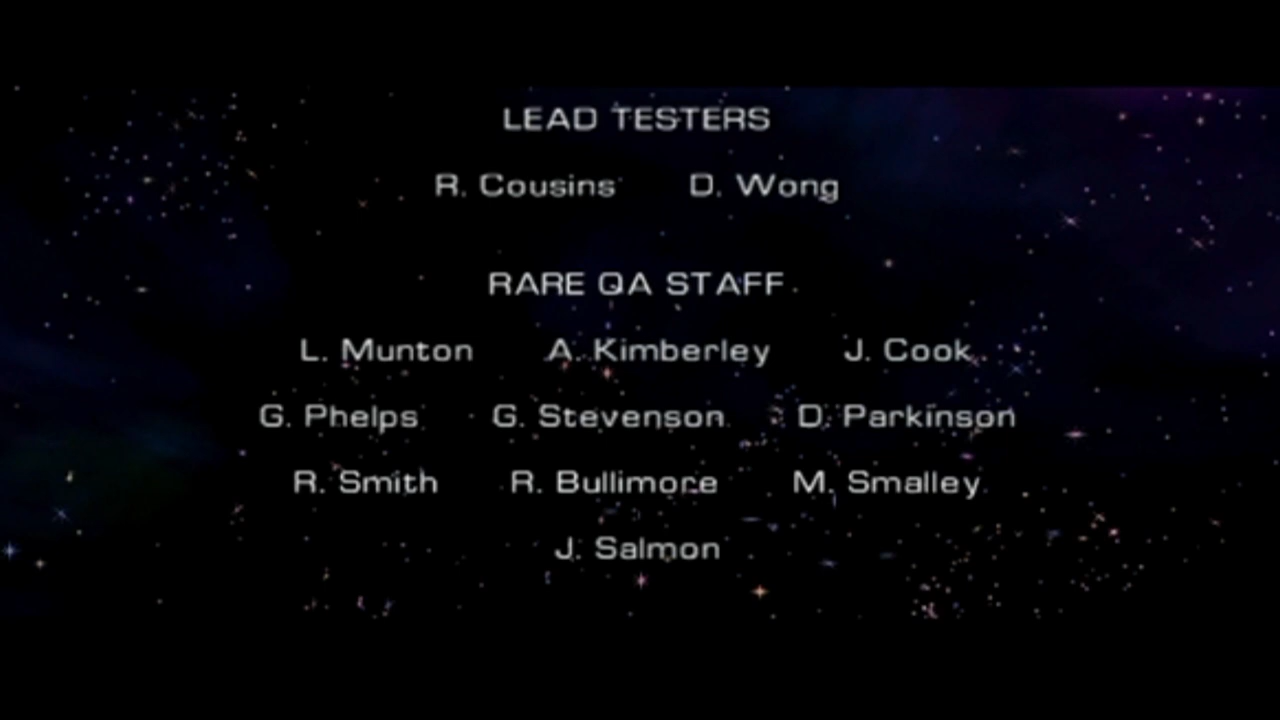 LEAD TESTERS
R. Cousins D. Wong
RARE QA STAFF
L. Munton A. Kimberley J. Cook
G. Phelps G. Stevenson D. Parkinson
R. Smith R. Bullimore M. Smalley
J. Salmon